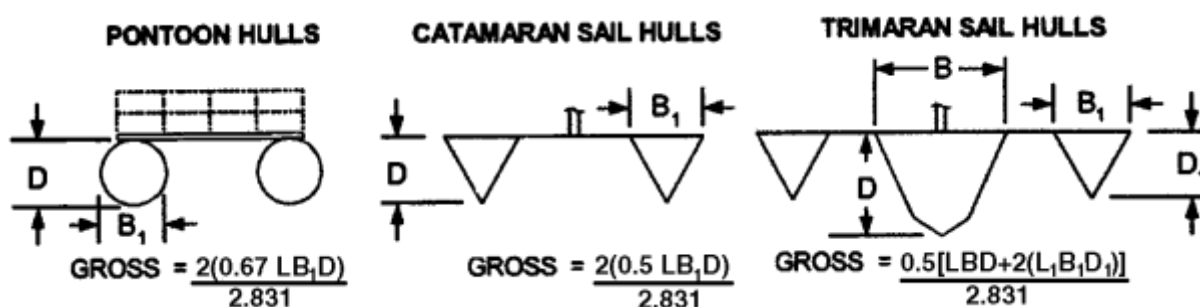 PONTOON HULLS
D
B₁
GROSS = 2(0.67 LB₁D)
2.831
CATAMARAN SAIL HULLS
B₁
D
GROSS = 2(0.5 LB₁D)
2.831
TRIMARAN SAIL HULLS
B
B₁
D
D₁
GROSS = 0.5[LBD+2(L₁B₁D₁)]
2.831